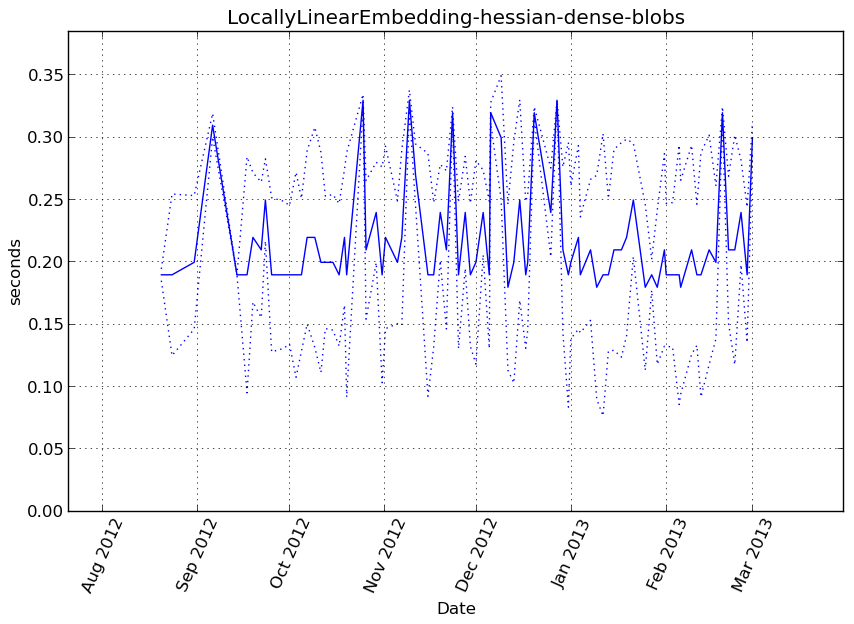 LocallyLinearEmbedding-hessian-dense-blobs
0.35
0.30
0.25
0.20
0.15
0.10
0.05
0.00
seconds
Aug 2012
Sep 2012
Oct 2012
Nov 2012
Dec 2012
Jan 2013
Feb 2013
Mar 2013
Date